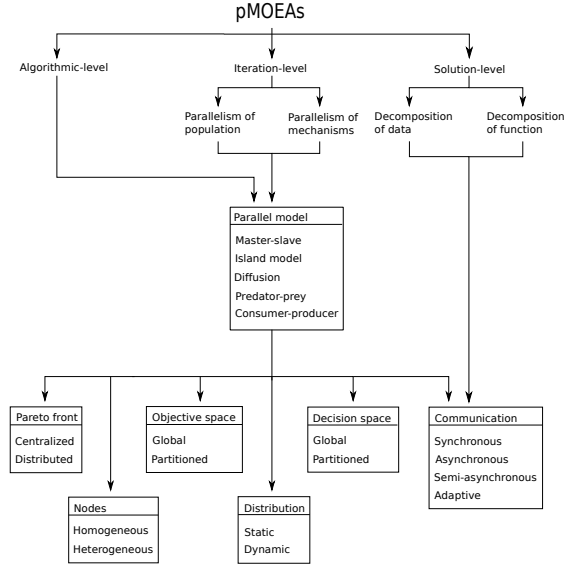 pMOEAs
Algorithmic-level
Iteration-level
Solution-level
Parallelism of
population
Parallelism of
mechanisms
Decomposition
of data
Decomposition
of function
Parallel model
Master-slave
Island model
Diffusion
Predator-prey
Consumer-producer
Pareto front
Centralized
Distributed
Objective space
Global
Partitioned
Decision space
Global
Partitioned
Communication
Synchronous
Asynchronous
Semi-asynchronous
Adaptive
Nodes
Homogeneous
Heterogeneous
Distribution
Static
Dynamic